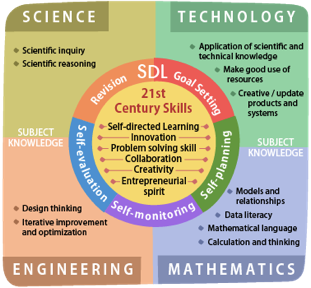 SCIENCE
Scientific inquiry
Scientific reasoning
TECHNOLOGY
Application of scientific and
technical knowledge
Make good use of
resources
Creative / update
products and
systems
SUBJECT
KNOWLEDGE
SUBJECT
KNOWLEDGE
SDL
Revision
Goal Setting
Self-evaluation
Self-planning
Self-monitoring
21st
Century Skills
Self-directed Learning
Innovation
Problem solving skill
Collaboration
Creativity
Entrepreneurial
spirit
Design thinking
Iterative improvement
and optimization
ENGINEERING
Models and
relationships
Data literacy
Mathematical language
Calculation and thinking
MATHEMATICS